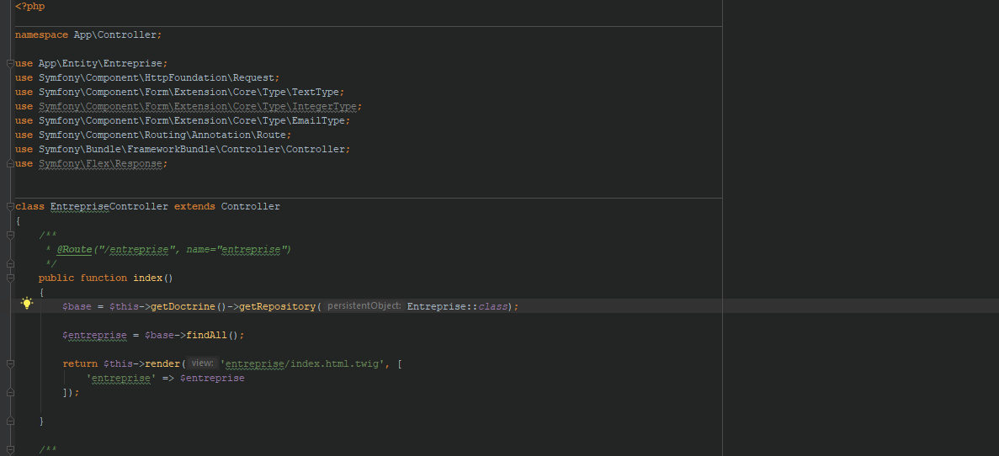 <?php
namespace App\Controller;
use App\Entity\Entreprise;
use Symfony\Component\HttpFoundation\Request;
use Symfony\Component\Form\Extension\Core\Type\TextType;
use Symfony\Component\Form\Extension\Core\Type\IntegerType;
use Symfony\Component\Form\Extension\Core\Type\EmailType;
use Symfony\Component\Routing\Annotation\Route;
use Symfony\Bundle\FrameworkBundle\Controller\Controller;
use Symfony\Flex\Response;
class EntrepriseController extends Controller
{
/**
* @Route("/entreprise", name="entreprise")
*/
public function index()
{
$base = $this->getDoctrine()->getRepository( persistentObject: Entreprise::class);
$entreprise = $base->findAll();
return $this->render( view: 'entreprise/index.html.twig', [
'entreprise' => $entreprise
]);
}
/**